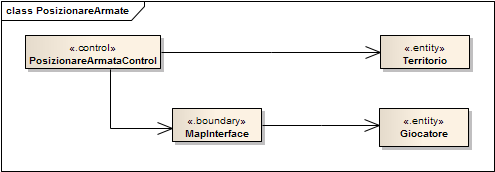 class PosizionareArmate
«.control»
PosizionareArmataControl
«.entity»
Territorio
«.boundary»
MapInterface
«.entity»
Giocatore